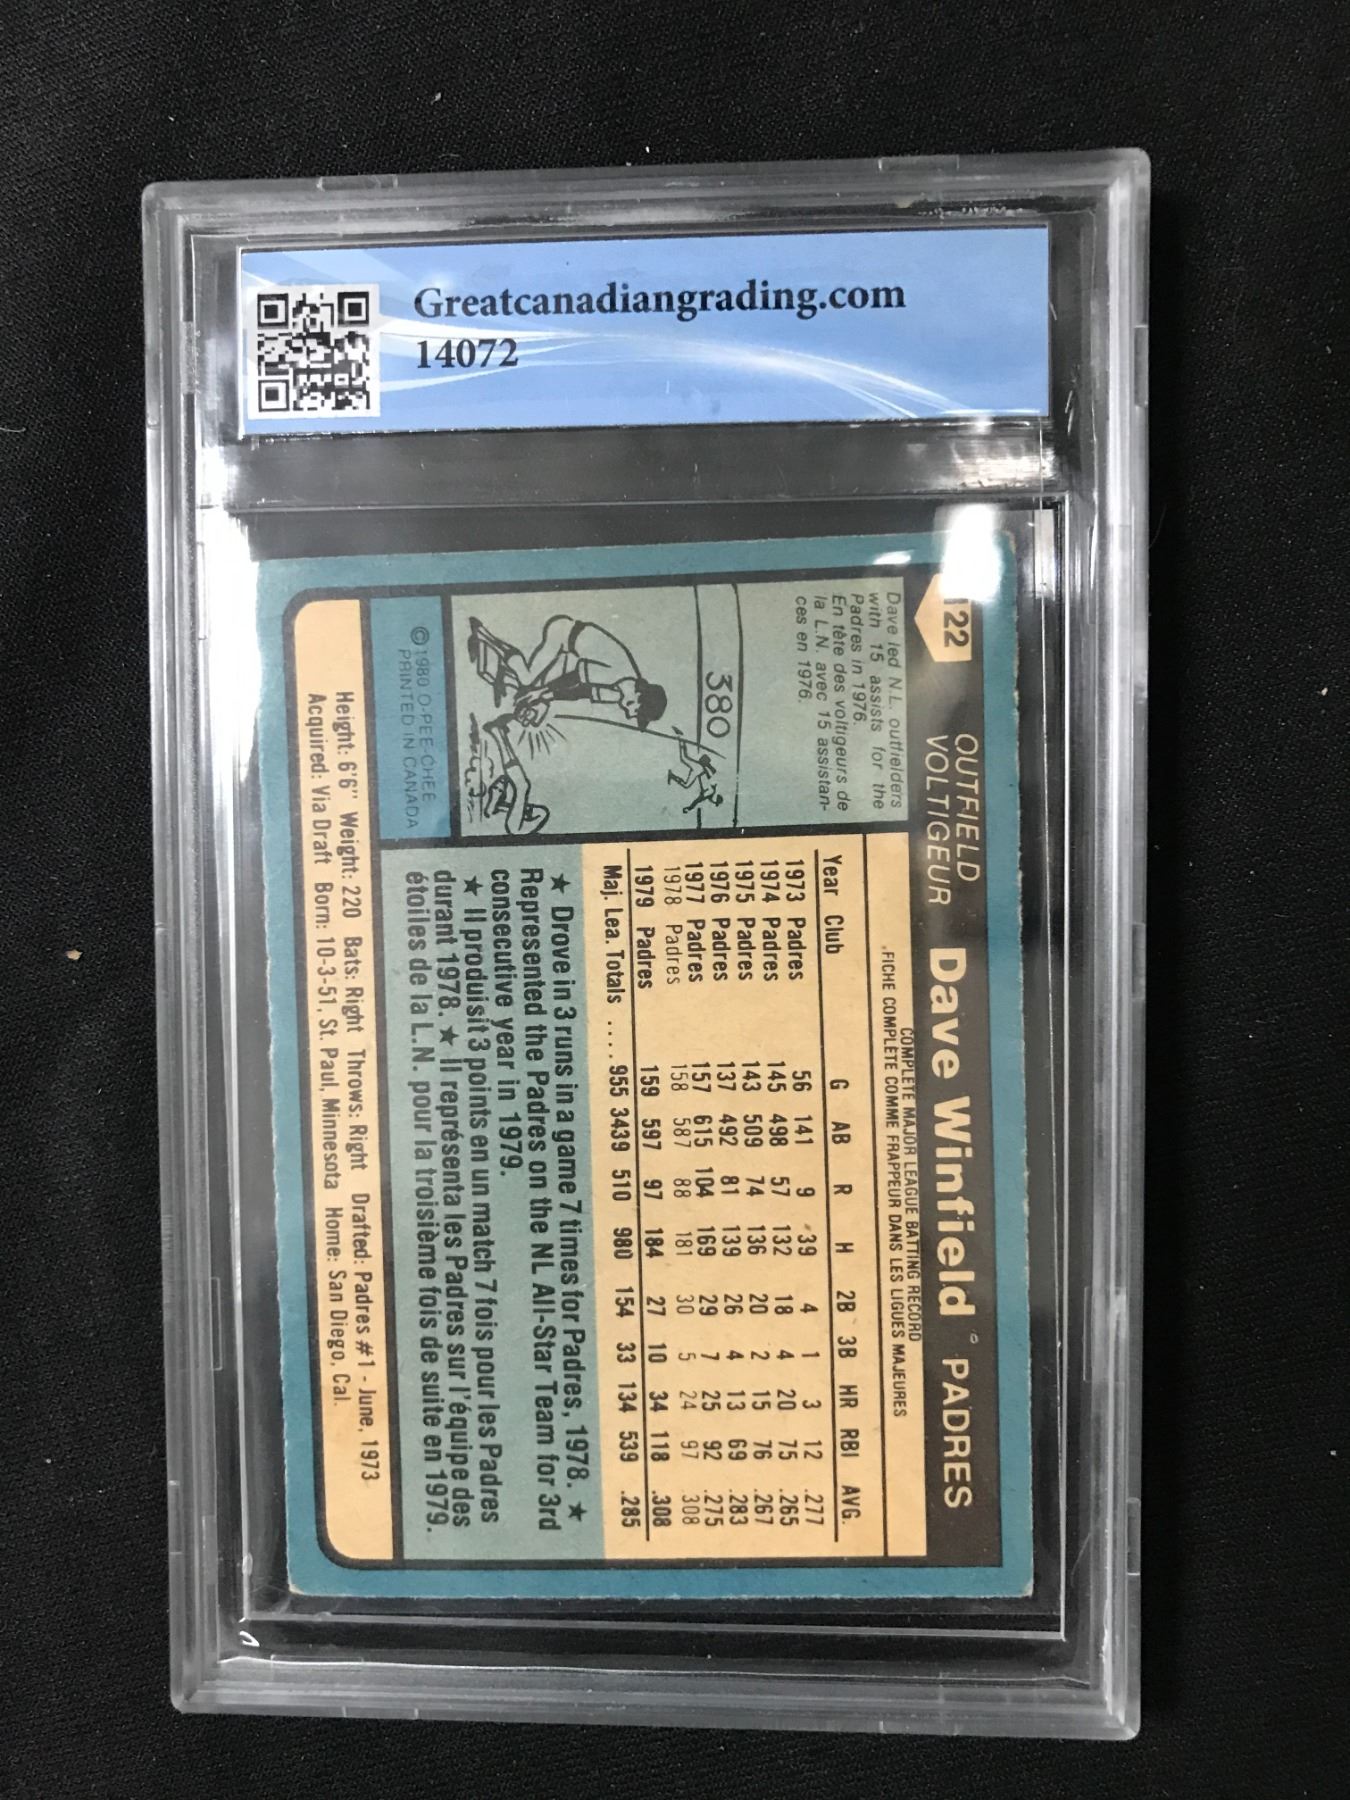 Greatcanadiangrading.com
14072
122
OUTFIELD
VOLTIGEUR
Dave Winfield ° PADRES
Dave led N.L. outfielders
with 15 assists for the
Padres in 1976.
En tête des voltigeurs de
la L.N. avec 15 assistan-
ces en 1976.
380
© 1980 O-PEE-CHEE
PRINTED IN CANADA
COMPLETE MAJOR LEAGUE BATTING RECORD
FICHE COMPLÈTE COMME FRAPPEUR DANS LES LIGUES MAJEURES
Year Club G AB R H 2B 3B HR RBI AVG.
1973 Padres 56 141 9 39 4 1 3 12 .277
1974 Padres 145 498 57 132 18 4 20 75 .265
1975 Padres 143 509 74 136 20 2 15 76 .267
1976 Padres 137 492 81 139 26 4 13 69 .283
1977 Padres 157 615 104 169 29 7 25 92 .275
1978 Padres 158 587 88 181 30 5 24 97 .308
1979 Padres 159 597 97 184 27 10 34 118 .308
Maj. Lea. Totals .... 955 3439 510 980 154 33 134 539 .285
★ Drove in 3 runs in a game 7 times for Padres, 1978. ★
Represented the Padres on the NL All-Star Team for 3rd
consecutive year in 1979.
★ Il produisit 3 points en un match 7 fois pour les Padres
durant 1978. ★ Il représenta les Padres sur l'équipe des
étoiles de la L.N. pour la troisième fois de suite en 1979.
Height: 6'6" Weight: 220 Bats: Right Throws: Right Drafted: Padres #1 - June, 1973
Acquired: Via Draft Born: 10-3-51, St. Paul, Minnesota Home: San Diego, Cal.